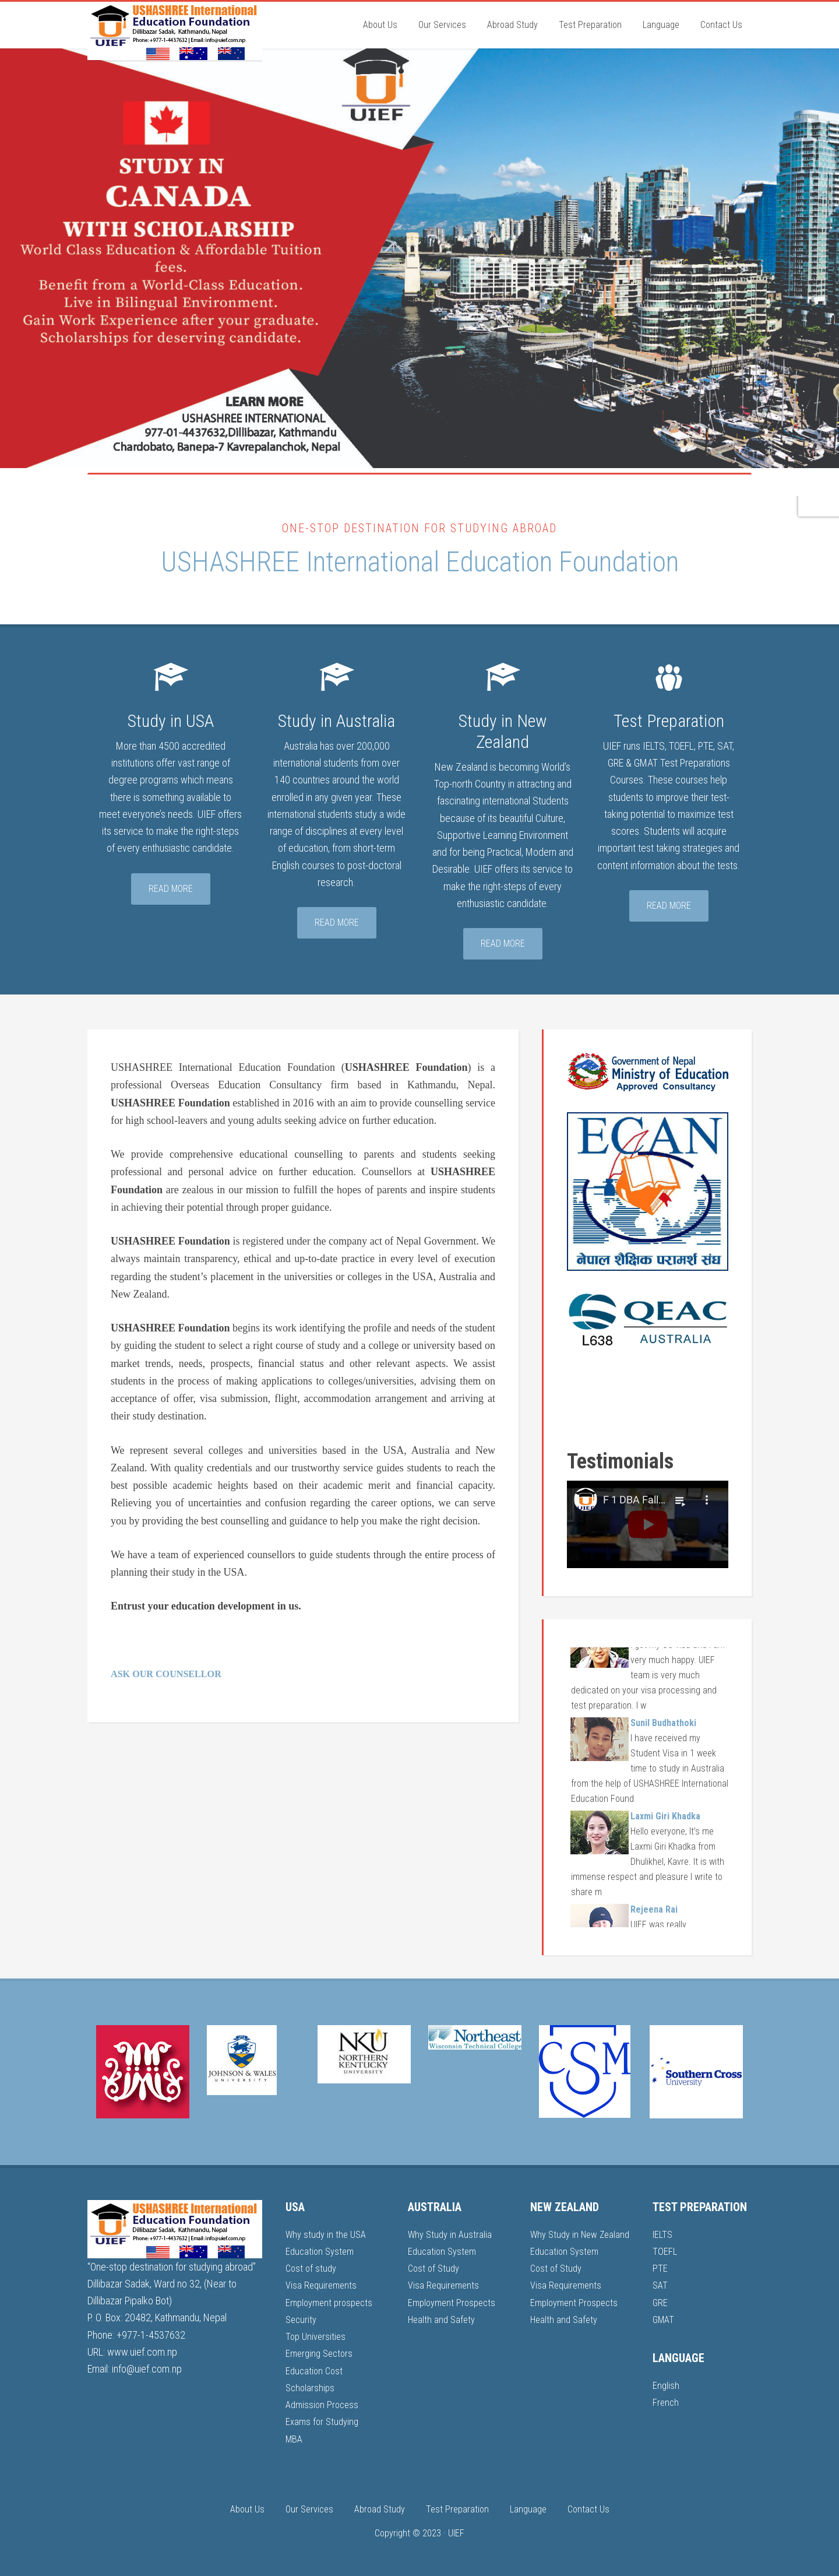 USHASHREE International
Education Foundation
Dillibazar Sadak, Kathmandu, Nepal
Phone: +977-1-4437632 | Email: info@uief.com.np
UIEF
About Us
Our Services
Abroad Study
Test Preparation
Language
Contact Us
UIEF
STUDY IN
CANADA
WITH SCHOLARSHIP
World Class Education & Affordable Tuition
fees.
Benefit from a World-Class Education.
Live in Bilingual Environment.
Gain Work Experience after your graduate.
Scholarships for deserving candidate.
LEARN MORE
USHASHREE INTERNATIONAL
977-01-4437632,Dillibazar, Kathmandu
Chardobato, Banepa-7 Kavrepalanchok, Nepal
ONE-STOP DESTINATION FOR STUDYING ABROAD
USHASHREE International Education Foundation
Study in USA
More than 4500 accredited
institutions offer vast range of
degree programs which means
there is something available to
meet everyone's needs. UIEF offers
its service to make the right-steps
of every enthusiastic candidate.
READ MORE
Study in Australia
Australia has over 200,000
international students from over
140 countries around the world
enrolled in any given year. These
international students study a wide
range of disciplines at every level
of education, from short-term
English courses to post-doctoral
research.
READ MORE
Study in New
Zealand
New Zealand is becoming World's
Top-north Country in attracting and
fascinating international Students
because of its beautiful Culture,
Supportive Learning Environment
and for being Practical, Modern and
Desirable. UIEF offers its service to
make the right-steps of every
enthusiastic candidate.
READ MORE
Test Preparation
UIEF runs IELTS, TOEFL, PTE, SAT,
GRE & GMAT Test Preparations
Courses. These courses help
students to improve their test-
taking potential to maximize test
scores. Students will acquire
important test taking strategies and
content information about the tests.
READ MORE
USHASHREE International Education Foundation (USHASHREE Foundation) is a
professional Overseas Education Consultancy firm based in Kathmandu, Nepal.
USHASHREE Foundation established in 2016 with an aim to provide counselling service
for high school-leavers and young adults seeking advice on further education.
We provide comprehensive educational counselling to parents and students seeking
professional and personal advice on further education. Counsellors at USHASHREE
Foundation are zealous in our mission to fulfill the hopes of parents and inspire students
in achieving their potential through proper guidance.
USHASHREE Foundation is registered under the company act of Nepal Government. We
always maintain transparency, ethical and up-to-date practice in every level of execution
regarding the student's placement in the universities or colleges in the USA, Australia and
New Zealand.
USHASHREE Foundation begins its work identifying the profile and needs of the student
by guiding the student to select a right course of study and a college or university based on
market trends, needs, prospects, financial status and other relevant aspects. We assist
students in the process of making applications to colleges/universities, advising them on
acceptance of offer, visa submission, flight, accommodation arrangement and arriving at
their study destination.
We represent several colleges and universities based in the USA, Australia and New
Zealand. With quality credentials and our trustworthy service guides students to reach the
best possible academic heights based on their academic merit and financial capacity.
Relieving you of uncertainties and confusion regarding the career options, we can serve
you by providing the best counselling and guidance to help you make the right decision.
We have a team of experienced counsellors to guide students through the entire process of
planning their study in the USA.
Entrust your education development in us.
ASK OUR COUNSELLOR
Government of Nepal
Ministry of Education
Approved Consultancy
ECAN
नेपाल शैक्षिक परामर्श संघ
QEAC
L638 AUSTRALIA
Testimonials
F 1 DBA Fall...
very much happy. UIEF
team is very much
dedicated on your visa processing and
test preparation. I w
Sunil Budhathoki
I have received my
Student Visa in 1 week
time to study in Australia
from the help of USHASHREE International
Education Found
Laxmi Giri Khadka
Hello everyone, It's me
Laxmi Giri Khadka from
Dhulikhel, Kavre. It is with
immense respect and pleasure I write to
share m
Rejeena Rai
UIEF was really
JOHNSON & WALES
UNIVERSITY
NKU
NORTHERN
KENTUCKY
UNIVERSITY
Northeast
Wisconsin Technical College
CSM
Southern Cross
University
USHASHREE International
Education Foundation
Dillibazar Sadak, Kathmandu, Nepal
Phone: +977-1-4437632 | Email: info@uief.com.np
UIEF
"One-stop destination for studying abroad"
Dillibazar Sadak, Ward no 32, (Near to
Dillibazar Pipalko Bot)
P. O. Box: 20482, Kathmandu, Nepal
Phone: +977-1-4537632
URL: www.uief.com.np
Email: info@uief.com.np
USA
Why study in the USA
Education System
Cost of study
Visa Requirements
Employment prospects
Security
Top Universities
Emerging Sectors
Education Cost
Scholarships
Admission Process
Exams for Studying
MBA
AUSTRALIA
Why Study in Australia
Education System
Cost of Study
Visa Requirements
Employment Prospects
Health and Safety
NEW ZEALAND
Why Study in New Zealand
Education System
Cost of Study
Visa Requirements
Employment Prospects
Health and Safety
TEST PREPARATION
IELTS
TOEFL
PTE
SAT
GRE
GMAT
LANGUAGE
English
French
About Us
Our Services
Abroad Study
Test Preparation
Language
Contact Us
Copyright © 2023 · UIEF